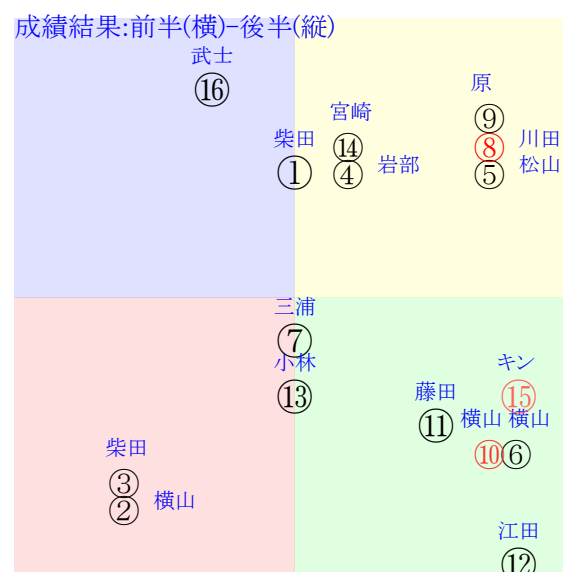 成績結果:前半(横)-後半(縦)
武士
⑯
原
⑨
宮崎
⑭
柴田
①
④
岩部
川田
⑧
⑤
松山
三浦
⑦
小林
⑬
キン
⑮
藤田
⑪
横山
横山
⑩
⑥
柴田
③
②
横山
江田
⑫